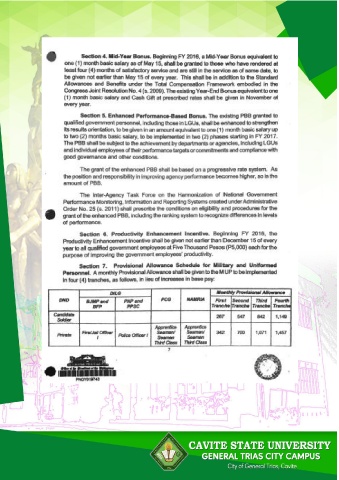 Section 4. Mid-Year Bonus. Beginning FY 2016, a Mid-Year Bonus equivalent to
one (1) month basic salary as of May 15, shall be granted to those who have rendered at
least four (4) months of satisfactory service and are still in the service as of same date, to
be given not earlier than May 15 of every year. This shall be in addition to the Standard
Allowances and Benefits under the Total Compensation Framework embodied in the
Congress Joint Resolution No. 4 (s. 2009). The existing Year-End Bonus equivalent to one
(1) month basic salary and Cash Gift at prescribed rates shall be given in November of
every year.
Section 5. Enhanced Performance-Based Bonus. The existing PBB granted to
qualified government personnel, including those in LGUs, shall be enhanced to strengthen
its results orientation, to be given in an amount equivalent to one (1) month basic salary up
to two (2) months basic salary, to be implemented in two (2) phases starting in FY 2017.
The PBB shall be subject to the achievement by departments or agencies, including LGUs
and individual employees of their performance targets or commitments and compliance with
good governance and other conditions.
The grant of the enhanced PBB shall be based on a progressive rate system. As
the position and responsibility in improving agency performance becomes higher, so is the
amount of PBB.
The Inter-Agency Task Force on the Harmonization of National Government
Performance Monitoring, Information and Reporting Systems created under Administrative
Order No. 25 (s. 2011) shall prescribe the conditions on eligibility and procedures for the
grant of the enhanced PBB, including the ranking system to recognize differences in levels
of performance.
Section 6. Productivity Enhancement Incentive. Beginning FY 2016, the
Productivity Enhancement Incentive shall be given not earlier than December 15 of every
year to all qualified government employees at Five Thousand Pesos (P5,000) each for the
purpose of improving the government employees' productivity.
Section 7. Provisional Allowance Schedule for Military and Uniformed
Personnel. A monthly Provisional Allowance shall be given to the MUP to be implemented
in four (4) tranches, as follows, in lieu of increases in base pay:
DND DILG PCG NAMRIA Monthly Provisional Allowance
BJMP and BFP PNP and PPSC First Tranche Second Tranche Third Tranche Fourth Tranche
Candidate Soldier 267 547 842 1,149
Private Fire/Jail Officer Police Officer I Apprentice Seaman/ Seaman Third Class Apprentice Seaman/ Seaman Third Class 342 700 1,071 1,457
CAVITE STATE UNIVERSITY
GENERAL TRIAS CITY CAMPUS
City of General Trias, Cavite